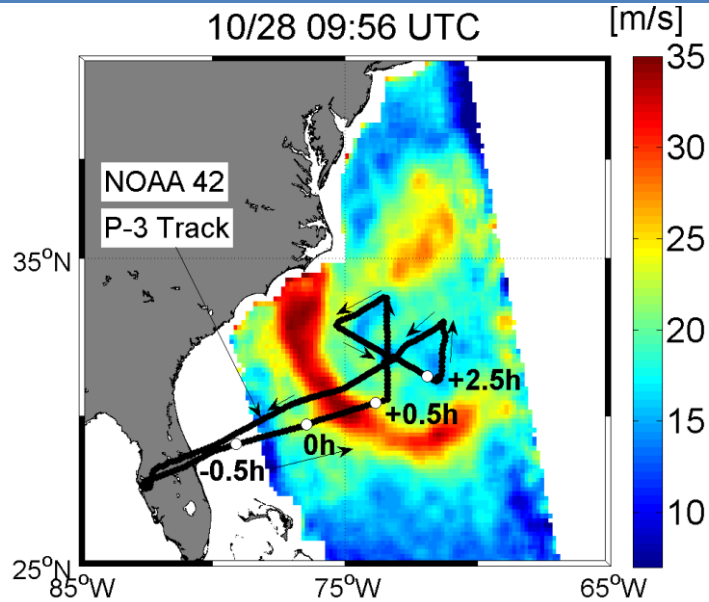 10/28 09:56 UTC
[m/s]
35
30
25
20
15
10
NOAA 42
P-3 Track
35°N
25°N
+2.5h
+0.5h
0h
-0.5h
85°W
75°W
65°W